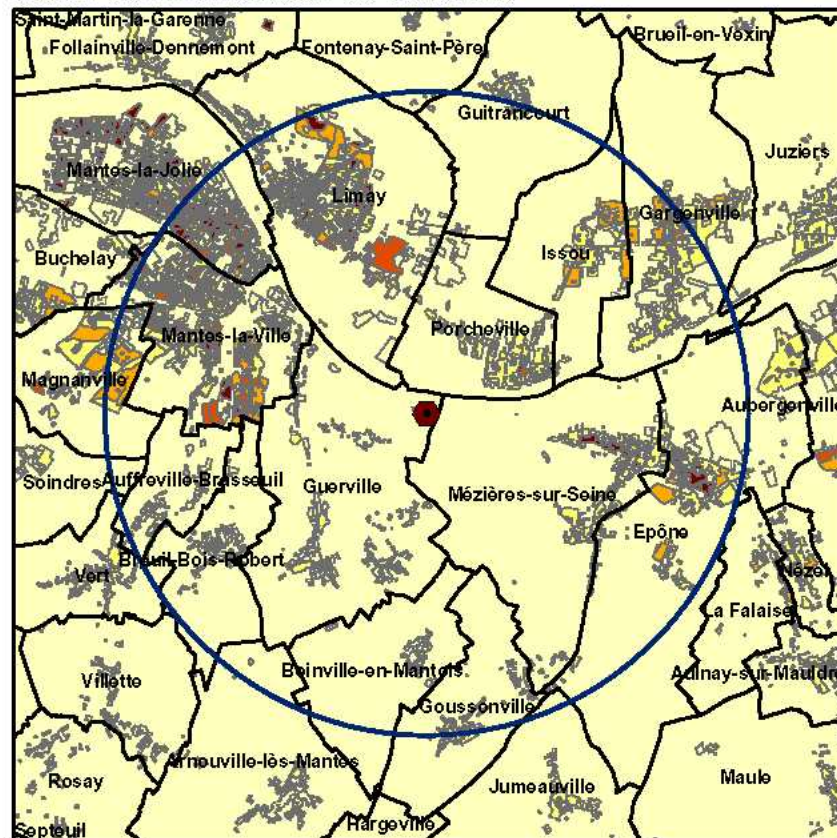 Saint-Martin-la-Garenne
Follainville-Dennemont
Fontenay-Saint-Père
Brueil-en-Vexin
Guitrancourt
Juziers
Mantes-la-Jolie
Limay
Gargenville
Issou
Buchelay
Mantes-la-Ville
Porcheville
Magnanville
Aubergenville
Soindres
Auffreville-Brasseuil
Guerville
Mézières-sur-Seine
Epône
Vert
Breuil-Bois-Robert
Nézel
La Falaise
Villette
Boinville-en-Mantois
Aulnay-sur-Mauldre
Goussonville
Arnouville-lès-Mantes
Rosay
Jumeauville
Maule
Septeuil
Hargeville